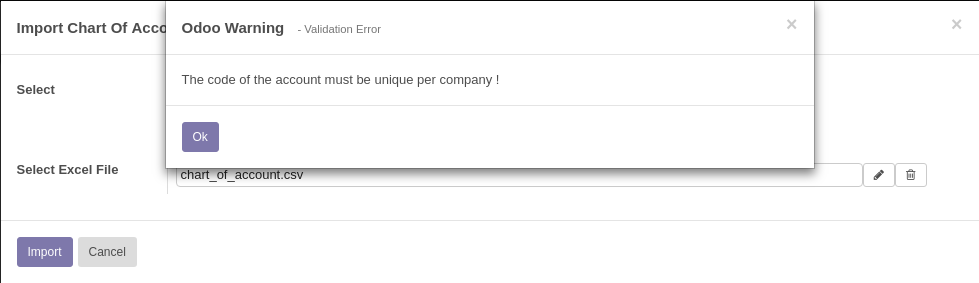 Import Chart Of Acco
Odoo Warning - Validation Error ×
×
The code of the account must be unique per company !
Select
Ok
Select Excel File
chart_of_account.csv
Import Cancel